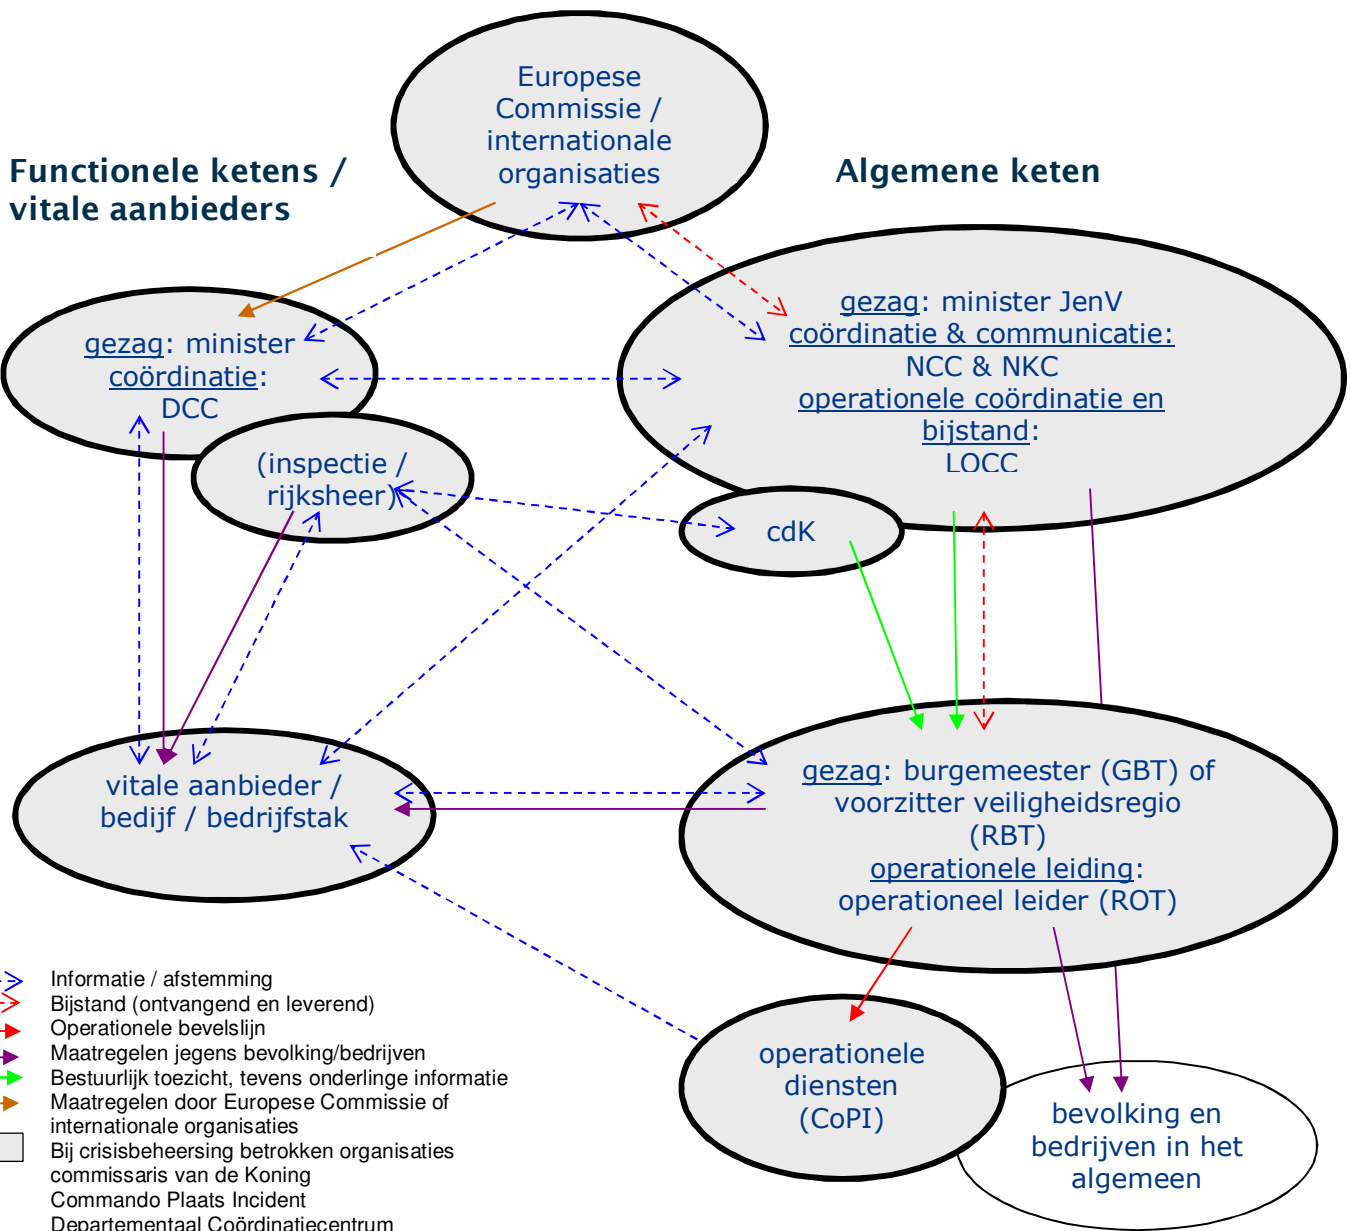 Europese
Commissie /
internationale
organisaties
Functionele ketens /
vitale aanbieders
Algemene keten
gezag: minister
coördinatie:
DCC
(inspectie /
rijksheer)
gezag: minister JenV
coördinatie & communicatie:
NCC & NKC
operationele coördinatie en
bijstand:
LOCC
cdK
vitale aanbieder /
bedijf / bedrijfstak
gezag: burgemeester (GBT) of
voorzitter veiligheidsregio
(RBT)
operationele leiding:
operationeel leider (ROT)
operationele
diensten
(CoPI)
bevolking en
bedrijven in het
algemeen
Informatie / afstemming
Bijstand (ontvangend en leverend)
Operationele bevelslijn
Maatregelen jegens bevolking/bedrijven
Bestuurlijk toezicht, tevens onderlinge informatie
Maatregelen door Europese Commissie of
internationale organisaties
Bij crisisbeheersing betrokken organisaties
commissaris van de Koning
Commando Plaats Incident
Departementaal Coördinatiecentrum